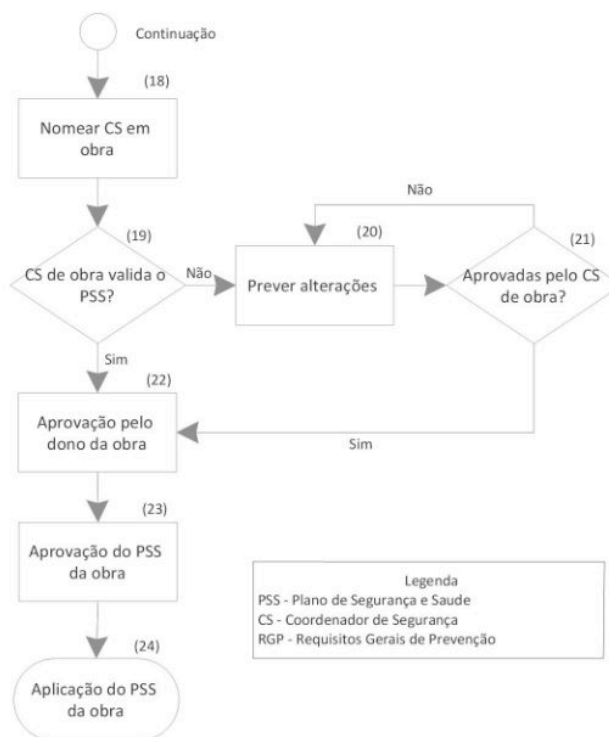 Continuação
(18)
Nomear CS em
obra
Não
(19)
(20)
(21)
CS de obra valida o
PSS?
Não
Prever alterações
Aprovadas pelo CS
de obra?
Sim
(22)
Aprovação pelo
dono da obra
Sim
(23)
Aprovação do PSS
da obra
Legenda
PSS - Plano de Segurança e Saude
CS - Coordenador de Segurança
RGP - Requisitos Gerais de Prevenção
(24)
Aplicação do PSS
da obra